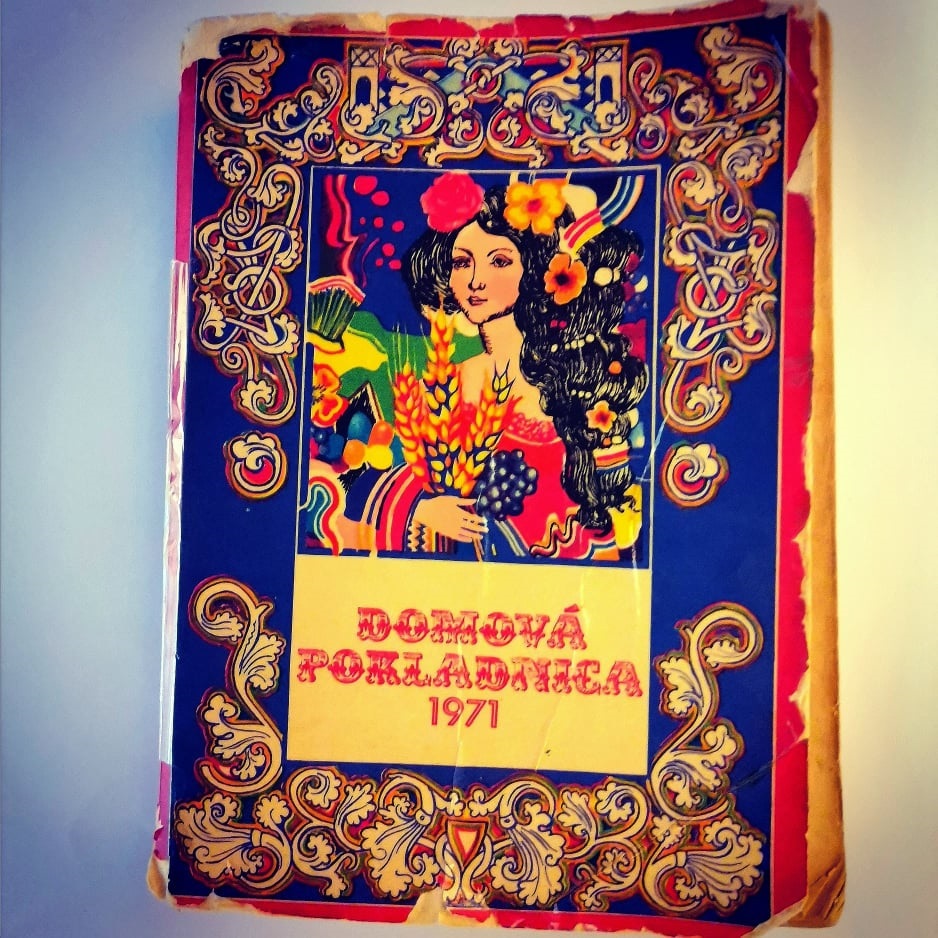 DOMOVÁ
POKLADNICA
1971